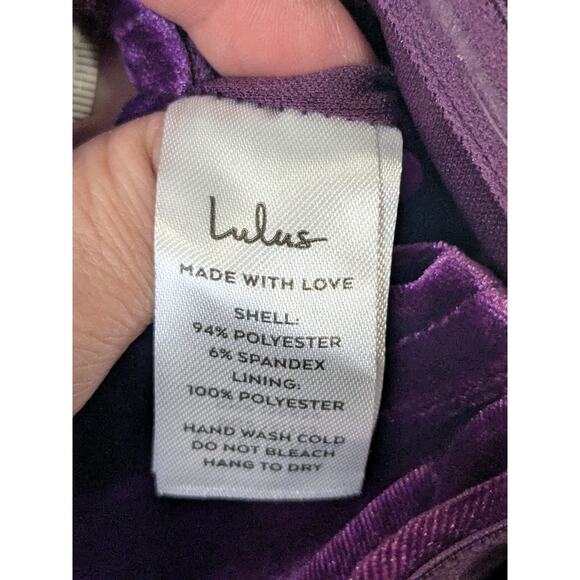 Lulus
MADE WITH LOVE
SHELL:
94% POLYESTER
6% SPANDEX
LINING:
100% POLYESTER
HAND WASH COLD
DO NOT BLEACH
HANG TO DRY